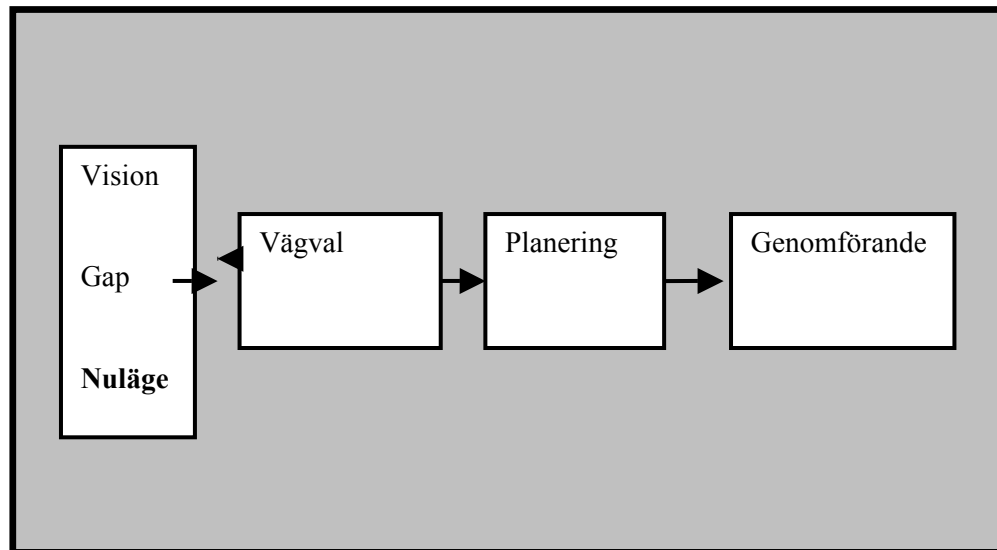 Vision
Gap
Nuläge
Vägval
Planering
Genomförande